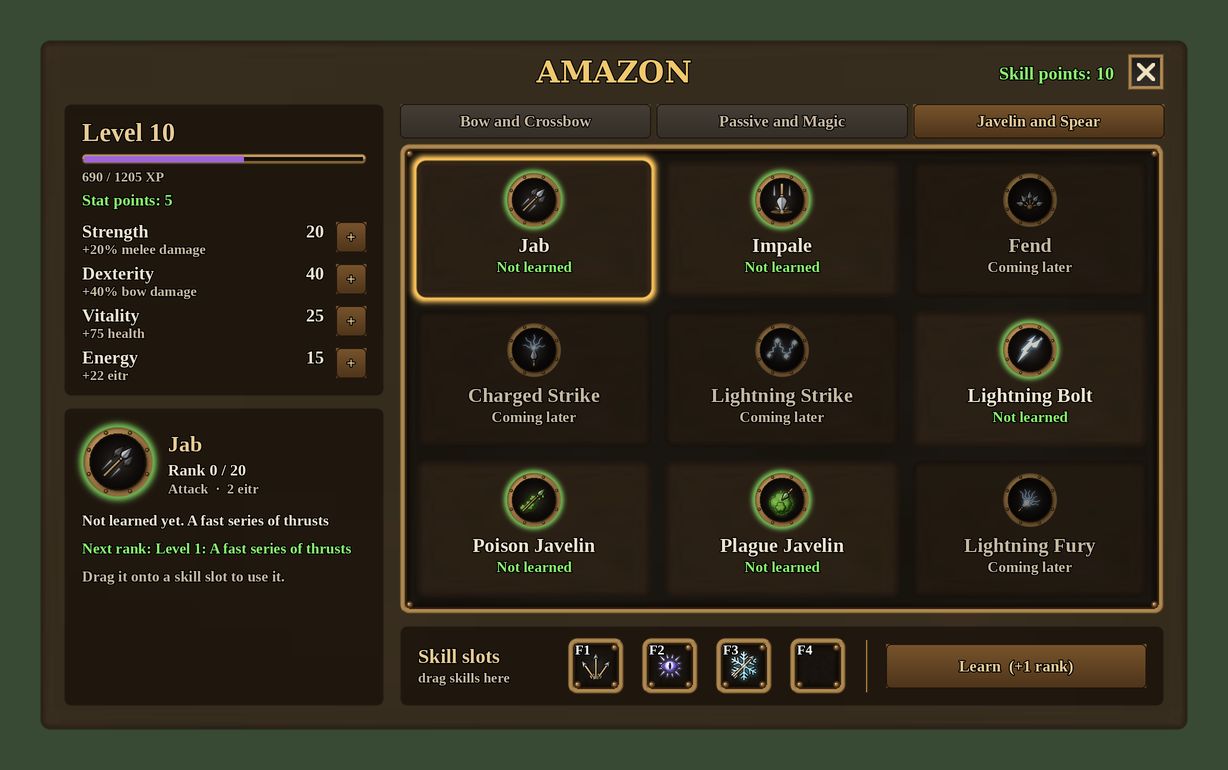 AMAZON
Skill points: 10
Level 10
690 / 1205 XP
Stat points: 5
Strength 20
+20% melee damage
+
Dexterity 40
+40% bow damage
+
Vitality 25
+75 health
+
Energy 15
+22 eitr
+
Jab
Rank 0 / 20
Attack · 2 eitr
Not learned yet. A fast series of thrusts
Next rank: Level 1: A fast series of thrusts
Drag it onto a skill slot to use it.
Bow and Crossbow
Passive and Magic
Javelin and Spear
Jab
Not learned
Impale
Not learned
Fend
Coming later
Charged Strike
Coming later
Lightning Strike
Coming later
Lightning Bolt
Not learned
Poison Javelin
Not learned
Plague Javelin
Not learned
Lightning Fury
Coming later
Skill slots
drag skills here
F1
F2
F3
F4
Learn (+1 rank)